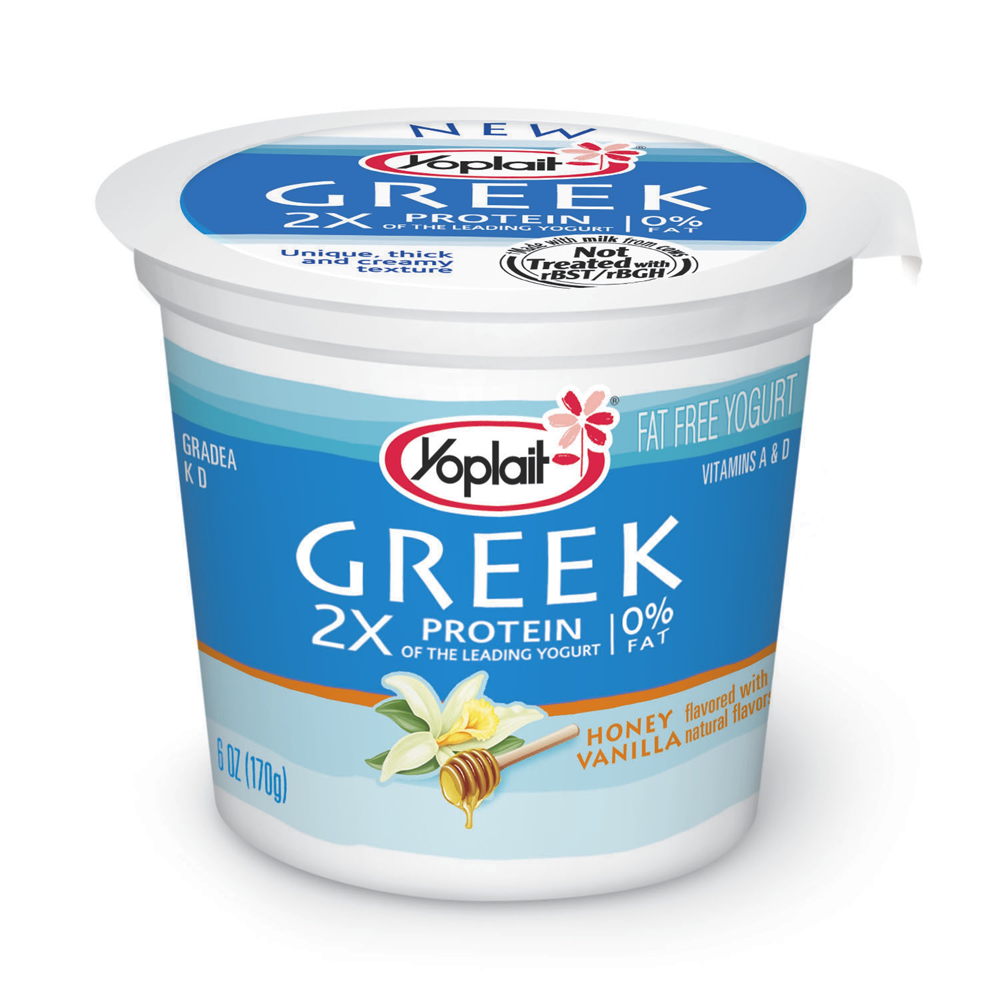 NEW
Yoplait®
GREEK
2X PROTEIN OF THE LEADING YOGURT | 0% FAT
Unique, thick
and creamy
texture
†Made with milk from cows
Not
Treated with
rBST/rBGH
Yoplait®
FAT FREE YOGURT
VITAMINS A & D
GRADEA
K D
GREEK
2X PROTEIN OF THE LEADING YOGURT | 0% FAT
HONEY
VANILLA
flavored with
natural flavors
6 OZ (170g)